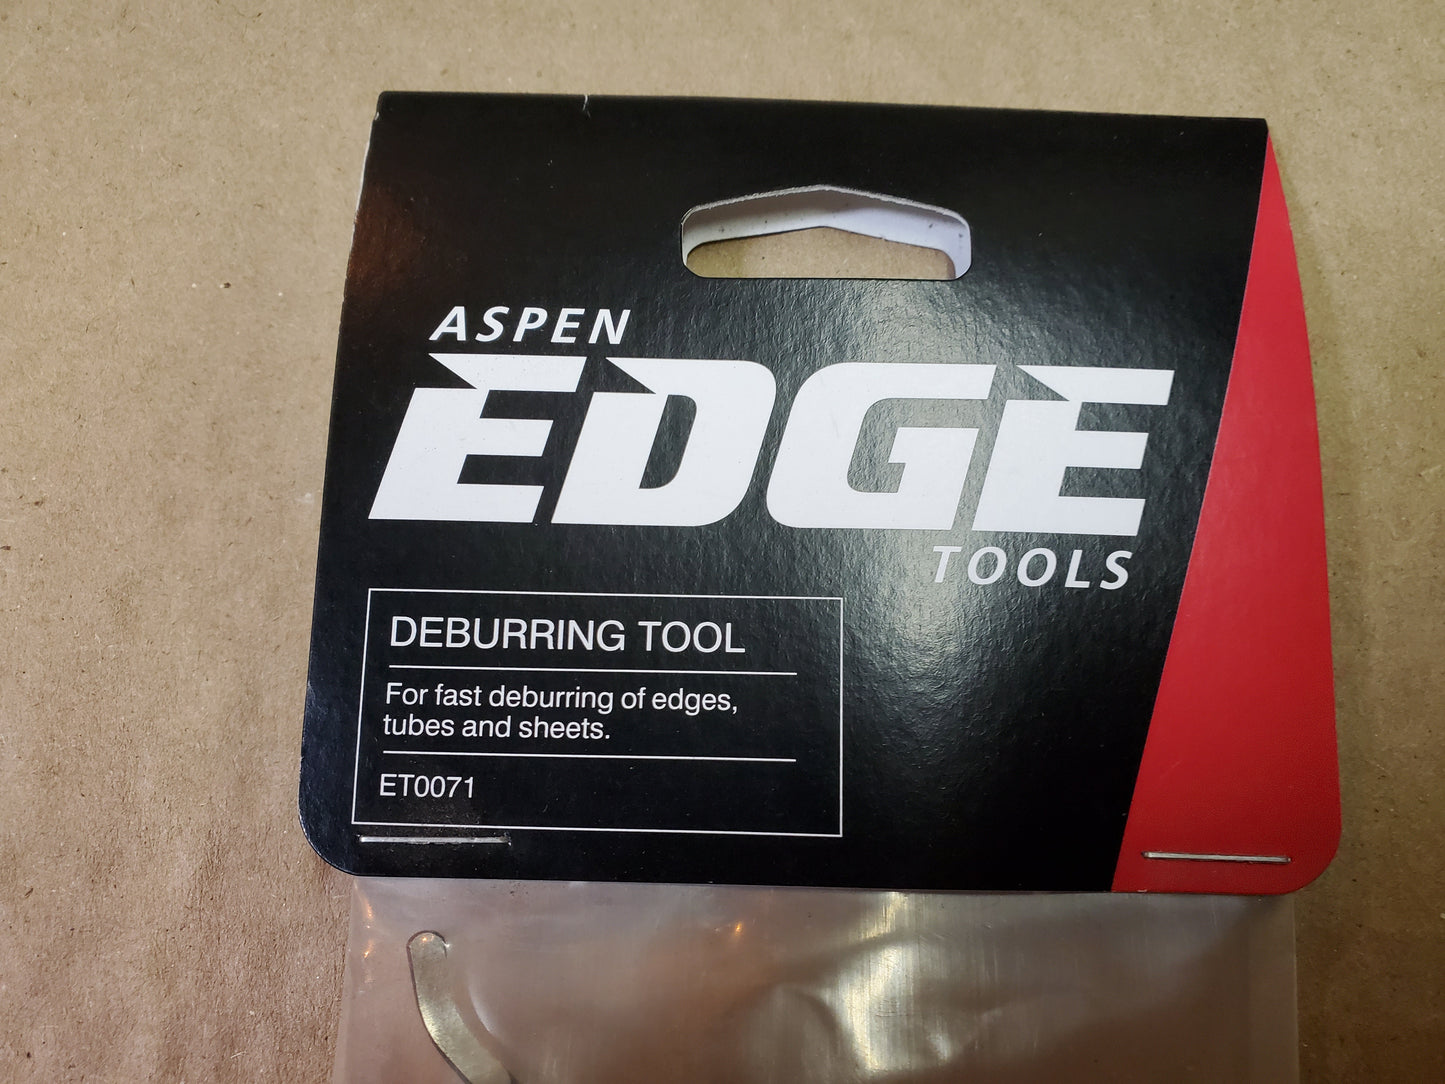 ASPEN
EDGE
TOOLS
DEBURRING TOOL
For fast deburring of edges,
tubes and sheets.
ET0071